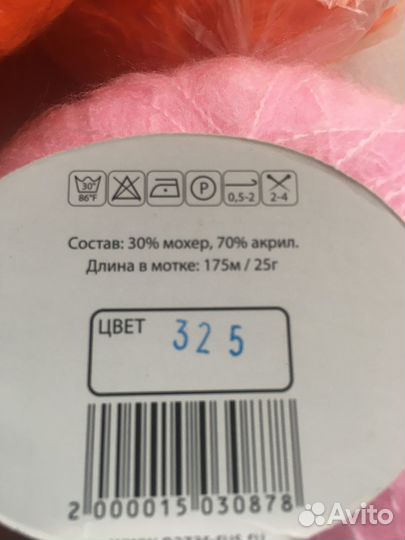 30° 86°F P 0,5-2 2-4
Состав: 30% мохер, 70% акрил.
Длина в мотке: 175м / 25г
ЦВЕТ 325
2 000015 030878
Avito